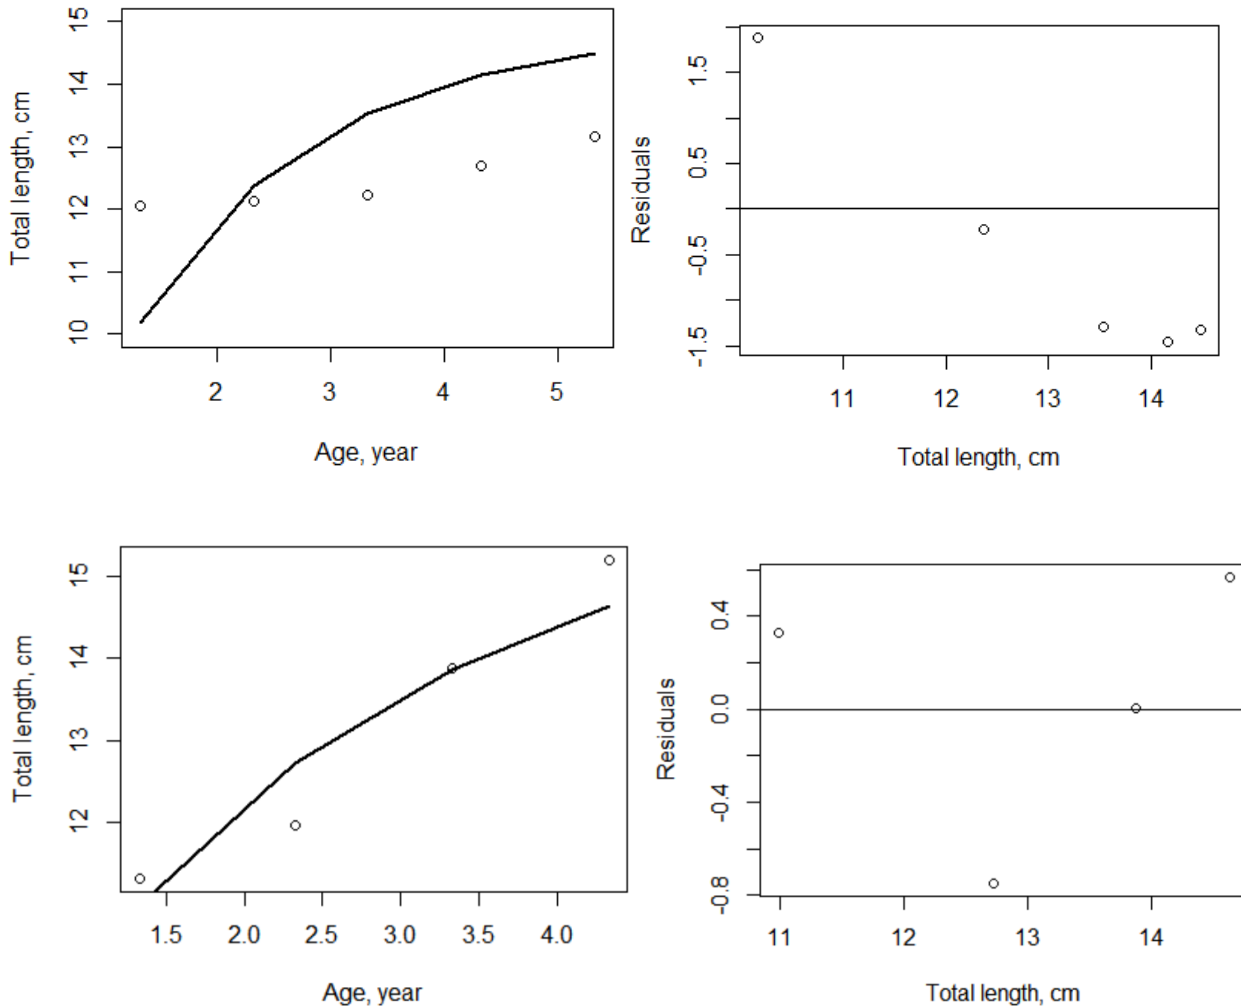 Total length, cm
15
14
13
12
11
10
2 3 4 5
Age, year
Residuals
1.5
0.5
-0.5
-1.5
11 12 13 14
Total length, cm
Total length, cm
15
14
13
12
1.5 2.0 2.5 3.0 3.5 4.0
Age, year
Residuals
0.4
0.0
-0.4
-0.8
11 12 13 14
Total length, cm